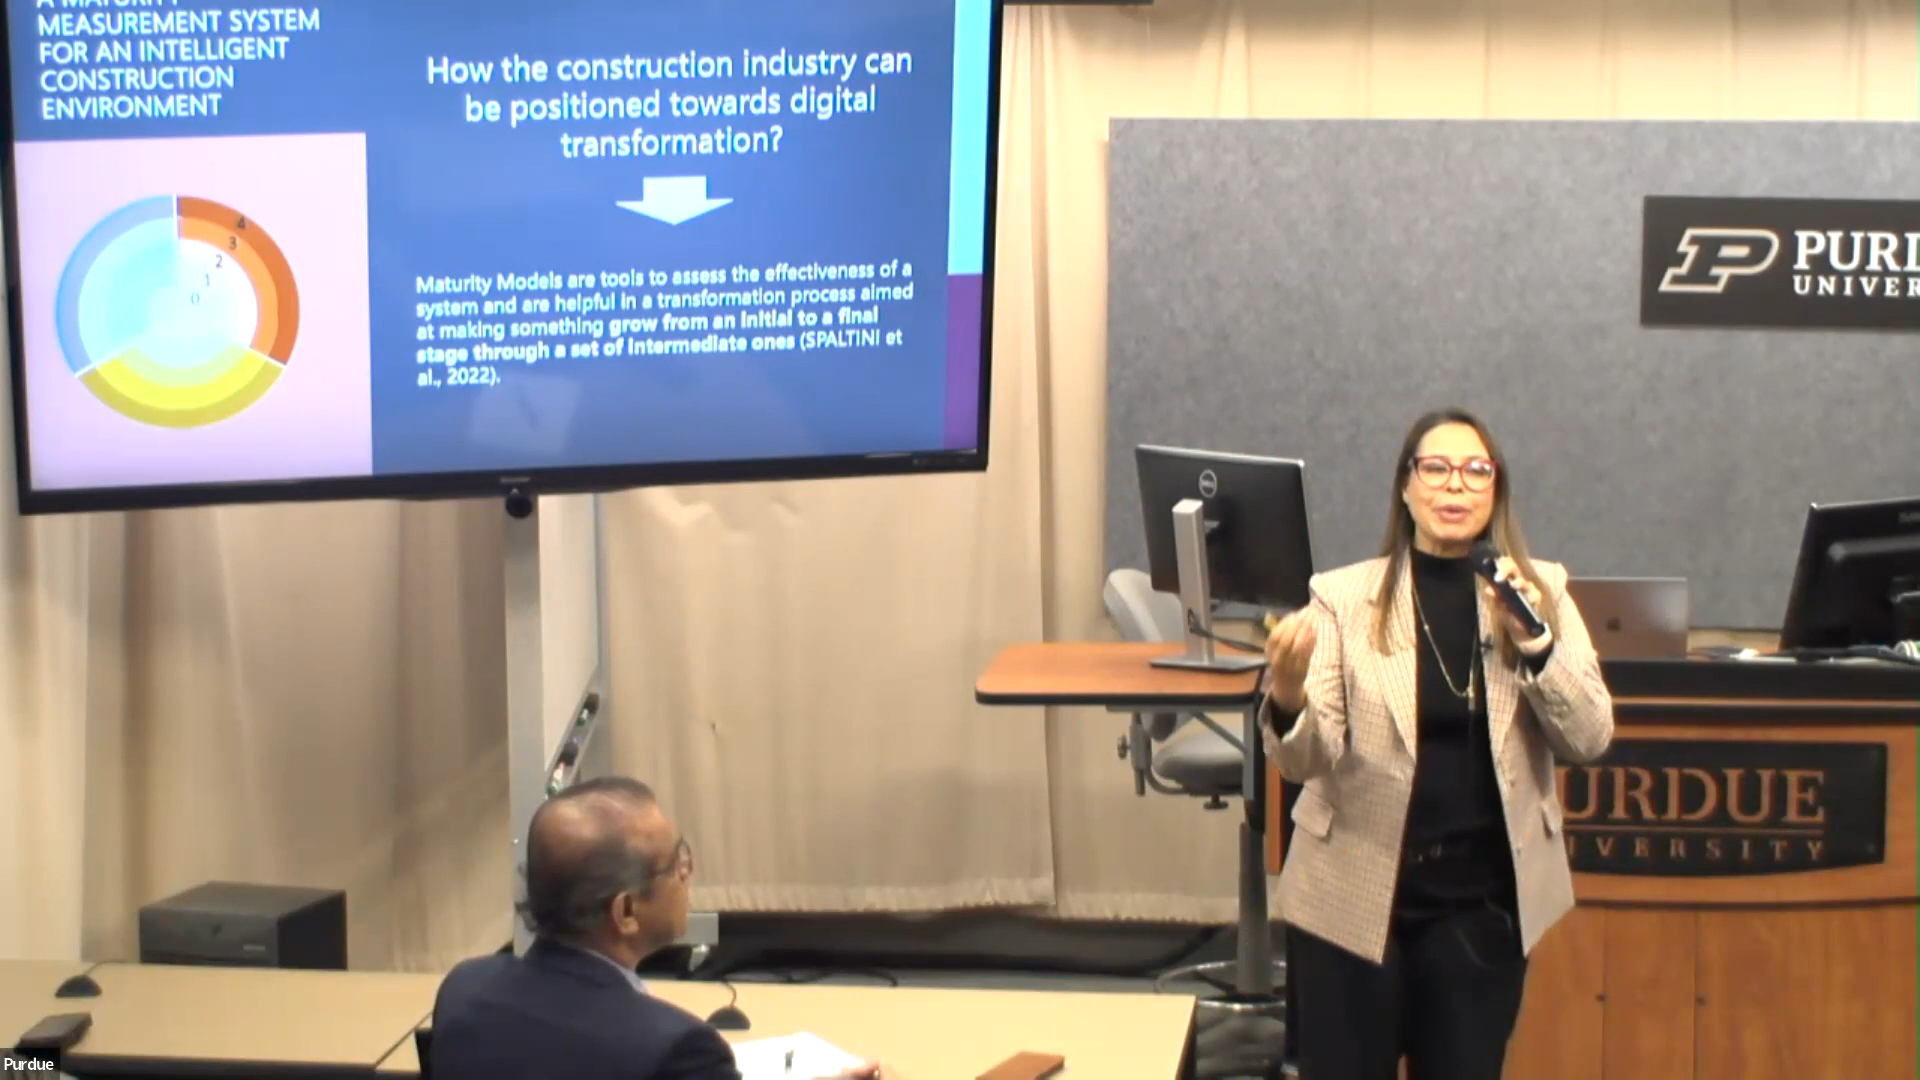 A MATURITY
MEASUREMENT SYSTEM
FOR AN INTELLIGENT
CONSTRUCTION
ENVIRONMENT
How the construction industry can
be positioned towards digital
transformation?
4
3
2
1
0
Maturity Models are tools to assess the effectiveness of a
system and are helpful in a transformation process aimed
at making something grow from an initial to a final
stage through a set of intermediate ones (SPALTINI et
al., 2022).
P PURD
UNIVER
DELL
URDUE
IVERSITY
Purdue